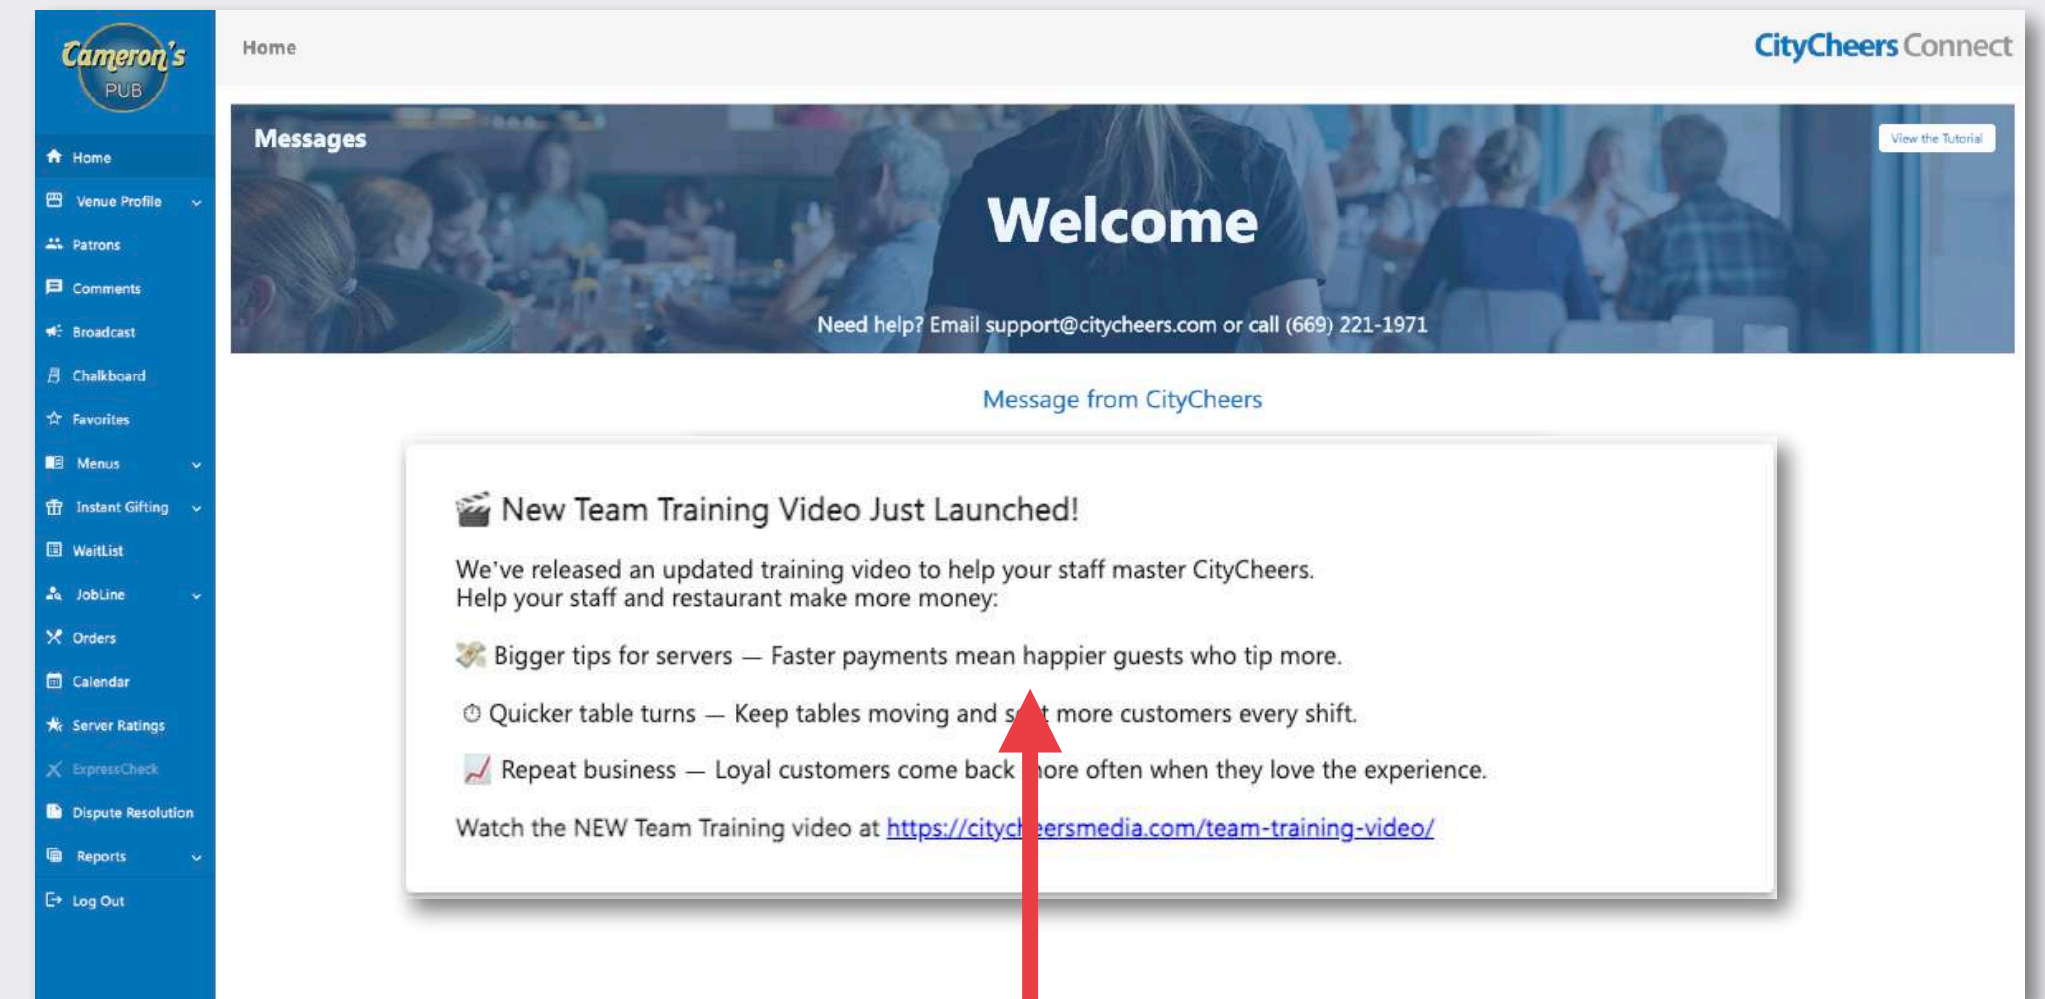 Cameron's
PUB
Home
CityCheers Connect
Messages
View the Tutorial
Welcome
Need help? Email support@citycheers.com or call (669) 221-1971
Home
Venue Profile
Patrons
Comments
Broadcast
Chalkboard
Favorites
Menus
Instant Gifting
WaitList
JobLine
Orders
Calendar
Server Ratings
ExpressCheck
Dispute Resolution
Reports
Log Out
Message from CityCheers
New Team Training Video Just Launched!
We've released an updated training video to help your staff master CityCheers.
Help your staff and restaurant make more money:
Bigger tips for servers — Faster payments mean happier guests who tip more.
Quicker table turns — Keep tables moving and seat more customers every shift.
Repeat business — Loyal customers come back more often when they love the experience.
Watch the NEW Team Training video at https://citycheersmedia.com/team-training-video/